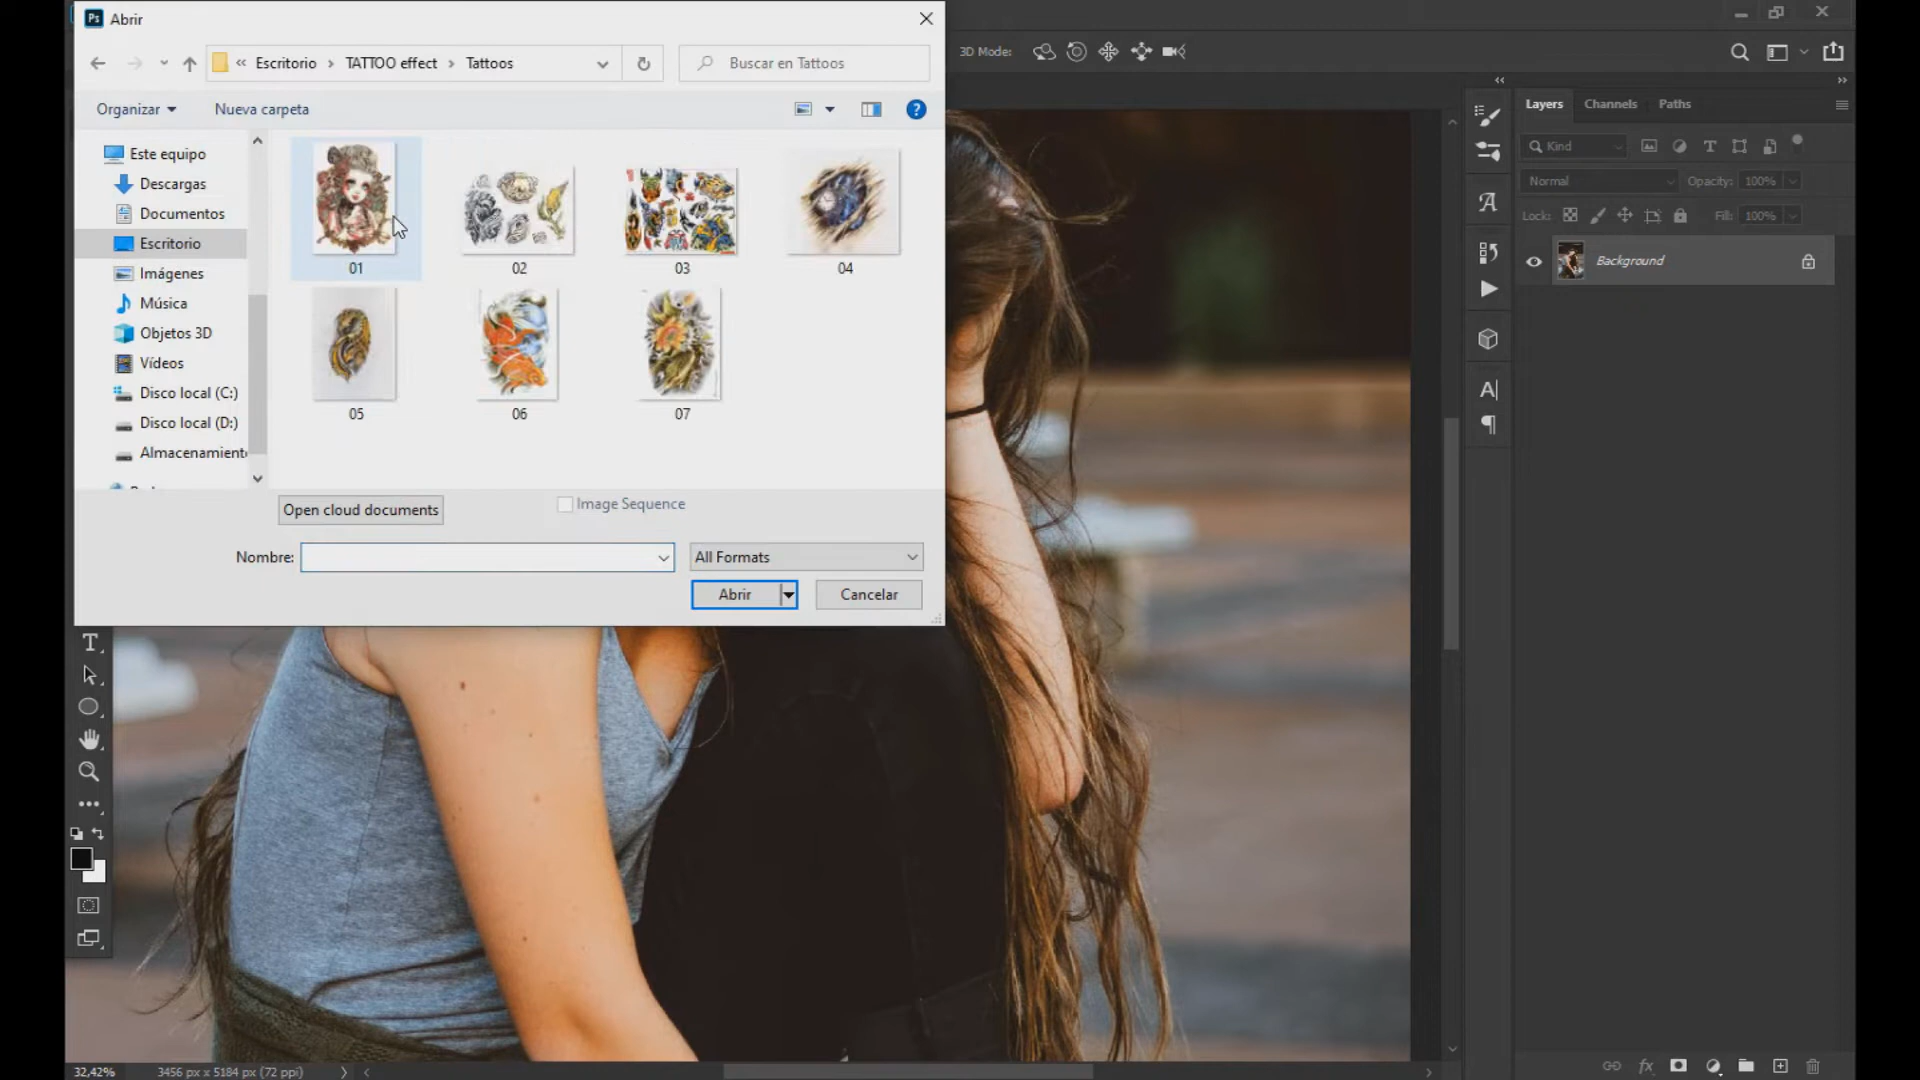 Ps Abrir
« Escritorio › TATTOO effect › Tattoos
Buscar en Tattoos
3D Mode:
Organizar
Nueva carpeta
Este equipo
Descargas
Documentos
Escritorio
Imágenes
Música
Objetos 3D
Vídeos
Disco local (C:)
Disco local (D:)
Almacenamient
01
02
03
04
05
06
07
Open cloud documents
Image Sequence
Nombre:
All Formats
Abrir
Cancelar
Layers
Channels
Paths
Kind
Normal
Opacity: 100%
Lock:
Fill: 100%
Background
32,42%
3456 px x 5184 px (72 ppi)